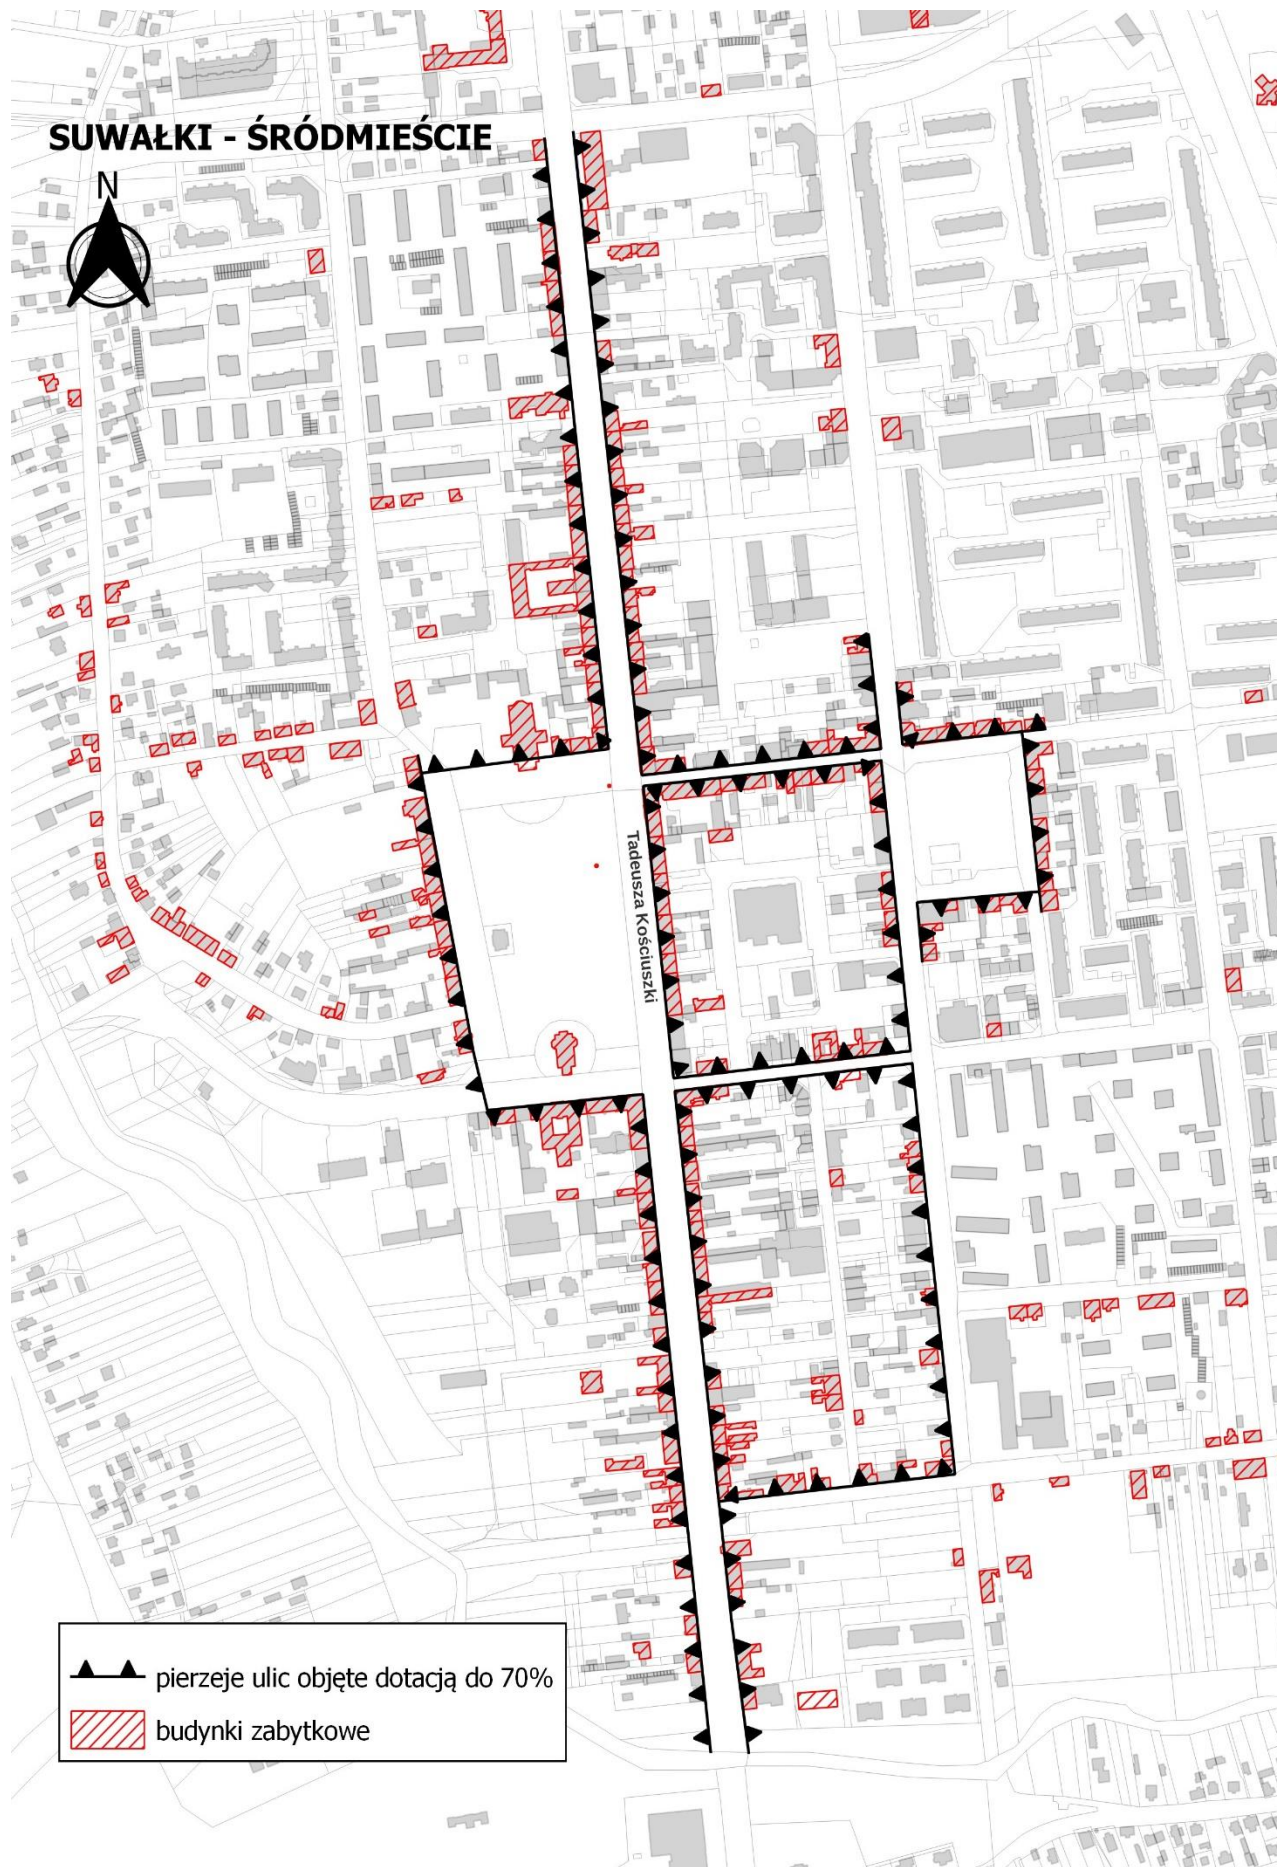 SUWAŁKI - ŚRÓDMIEŚCIE
N
Tadeusza Kościuszki
pierzeje ulic objęte dotacją do 70%
budynki zabytkowe